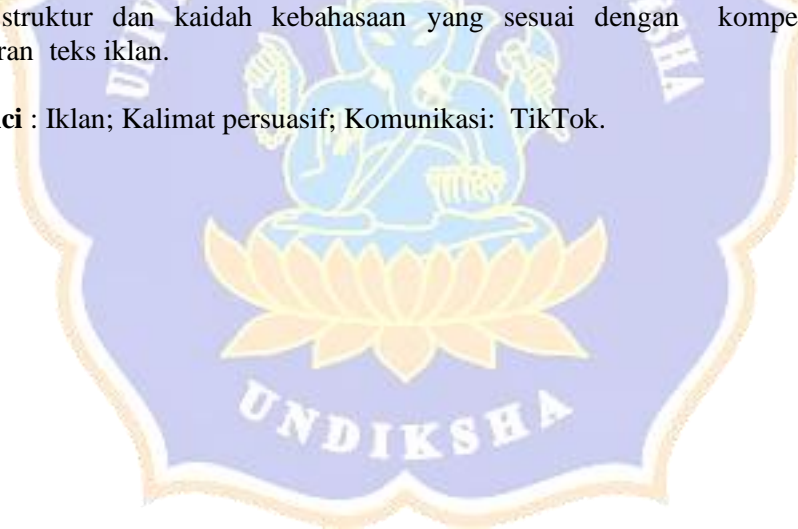 struktur dan kaidah kebahasaan yang sesuai dengan kompe
ran teks iklan.
ci : Iklan; Kalimat persuasif; Komunikasi: TikTok.
UNDIKSHA